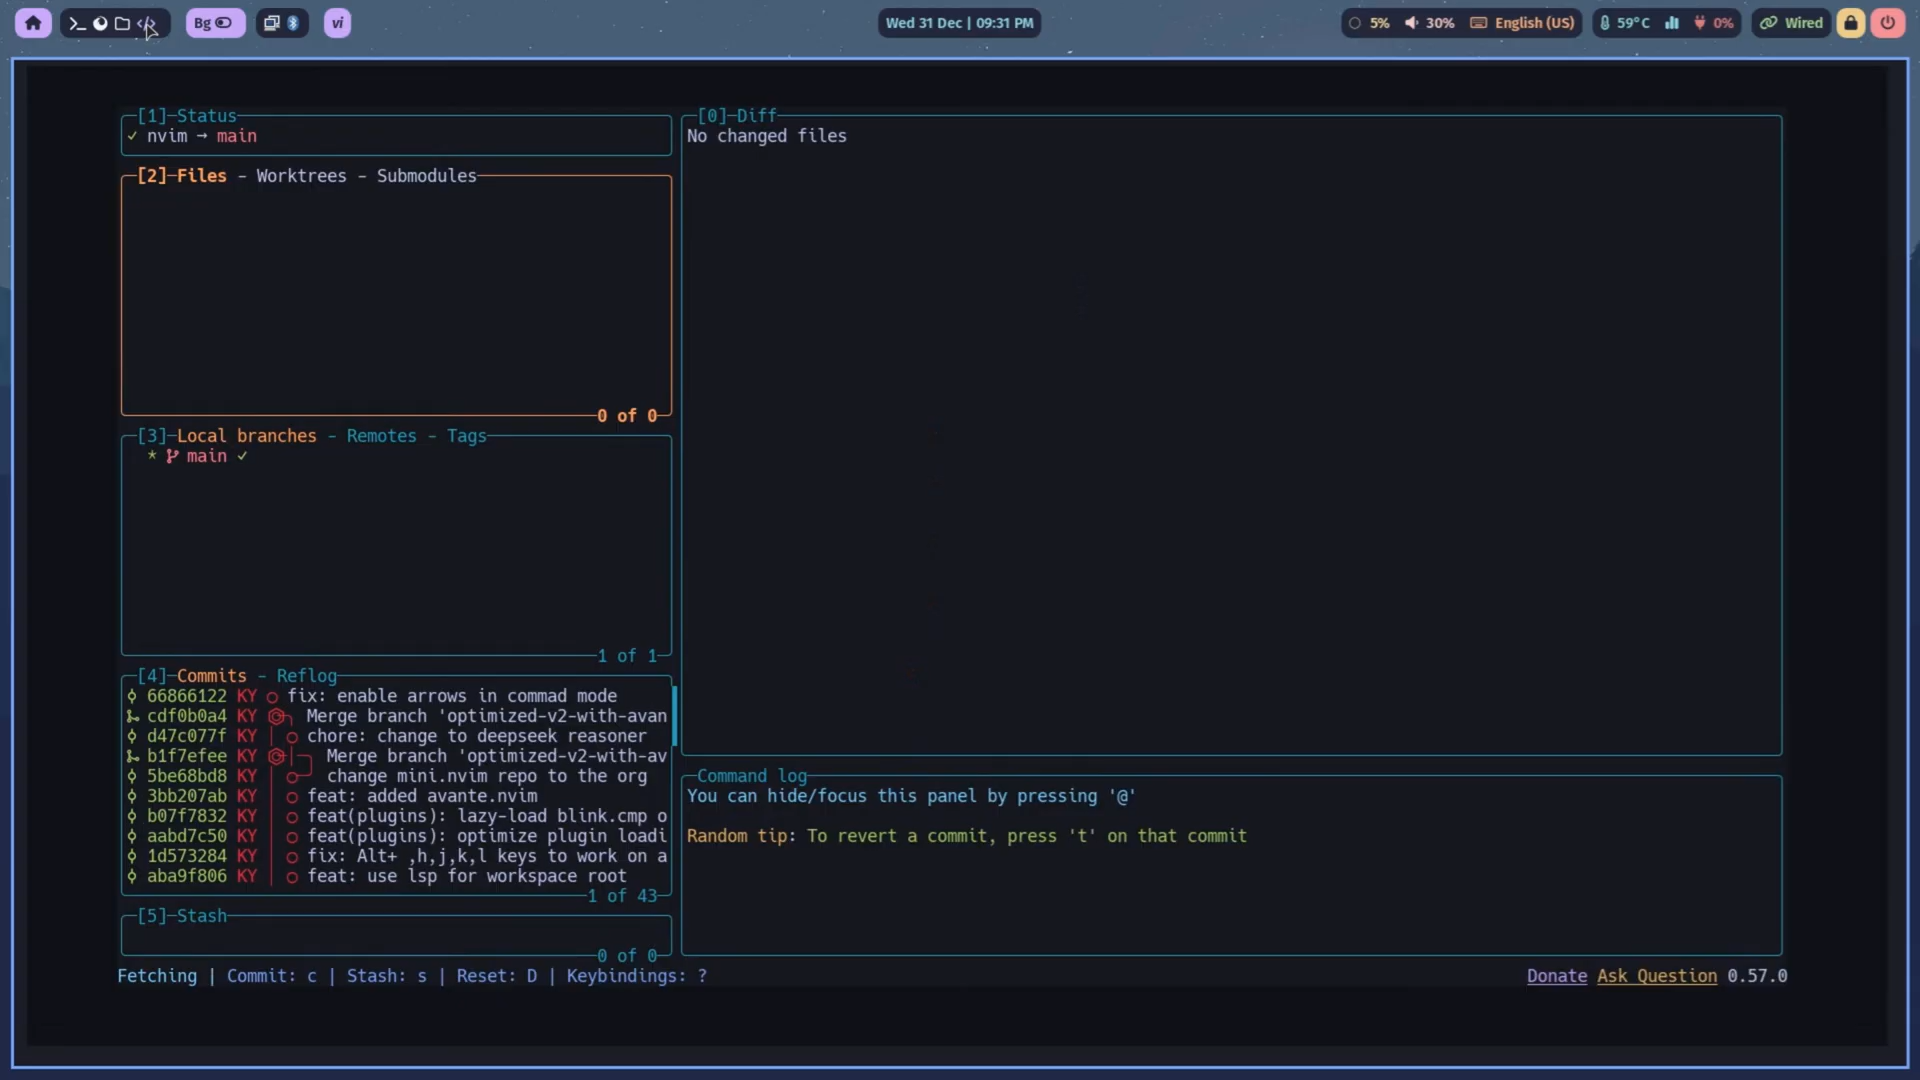 Bg
vi
Wed 31 Dec | 09:31 PM
5%
30%
English (US)
59°C
0%
Wired
[1]─Status
✓ nvim → main
[2]─Files - Worktrees - Submodules
0 of 0
[3]─Local branches - Remotes - Tags
* main ✓
1 of 1
[4]─Commits - Reflog
66866122 KY fix: enable arrows in commad mode
cdf0b0a4 KY Merge branch 'optimized-v2-with-avan
d47c077f KY chore: change to deepseek reasoner
b1f7efee KY Merge branch 'optimized-v2-with-av
5be68bd8 KY change mini.nvim repo to the org
3bb207ab KY feat: added avante.nvim
b07f7832 KY feat(plugins): lazy-load blink.cmp o
aabd7c50 KY feat(plugins): optimize plugin loadi
1d573284 KY fix: Alt+ ,h,j,k,l keys to work on a
aba9f806 KY feat: use lsp for workspace root
1 of 43
[5]─Stash
0 of 0
[0]─Diff
No changed files
Command log
You can hide/focus this panel by pressing '@'
Random tip: To revert a commit, press 't' on that commit
Fetching | Commit: c | Stash: s | Reset: D | Keybindings: ?
Donate Ask Question 0.57.0